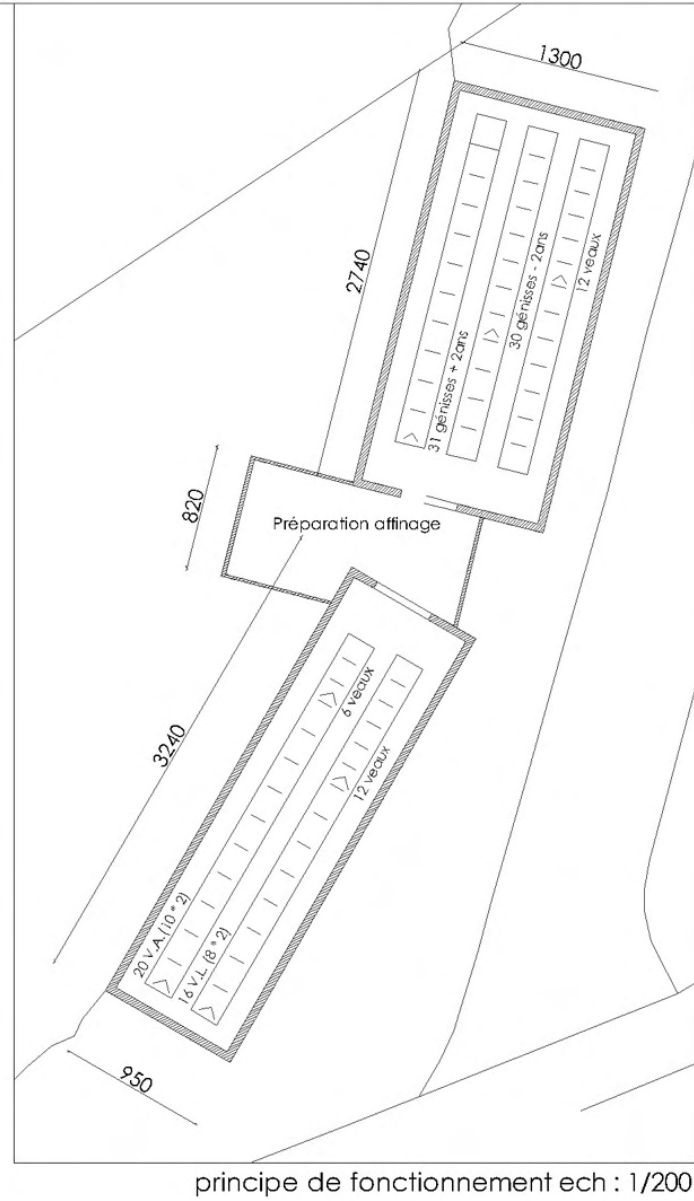 1300
2740
31 génisses + 2ans
30 génisses - 2ans
12 veaux
820
Préparation affinage
3240
6 veaux
12 veaux
20 V.A.(10 * 2)
16 V.L. (8 * 2)
950
principe de fonctionnement ech : 1/200